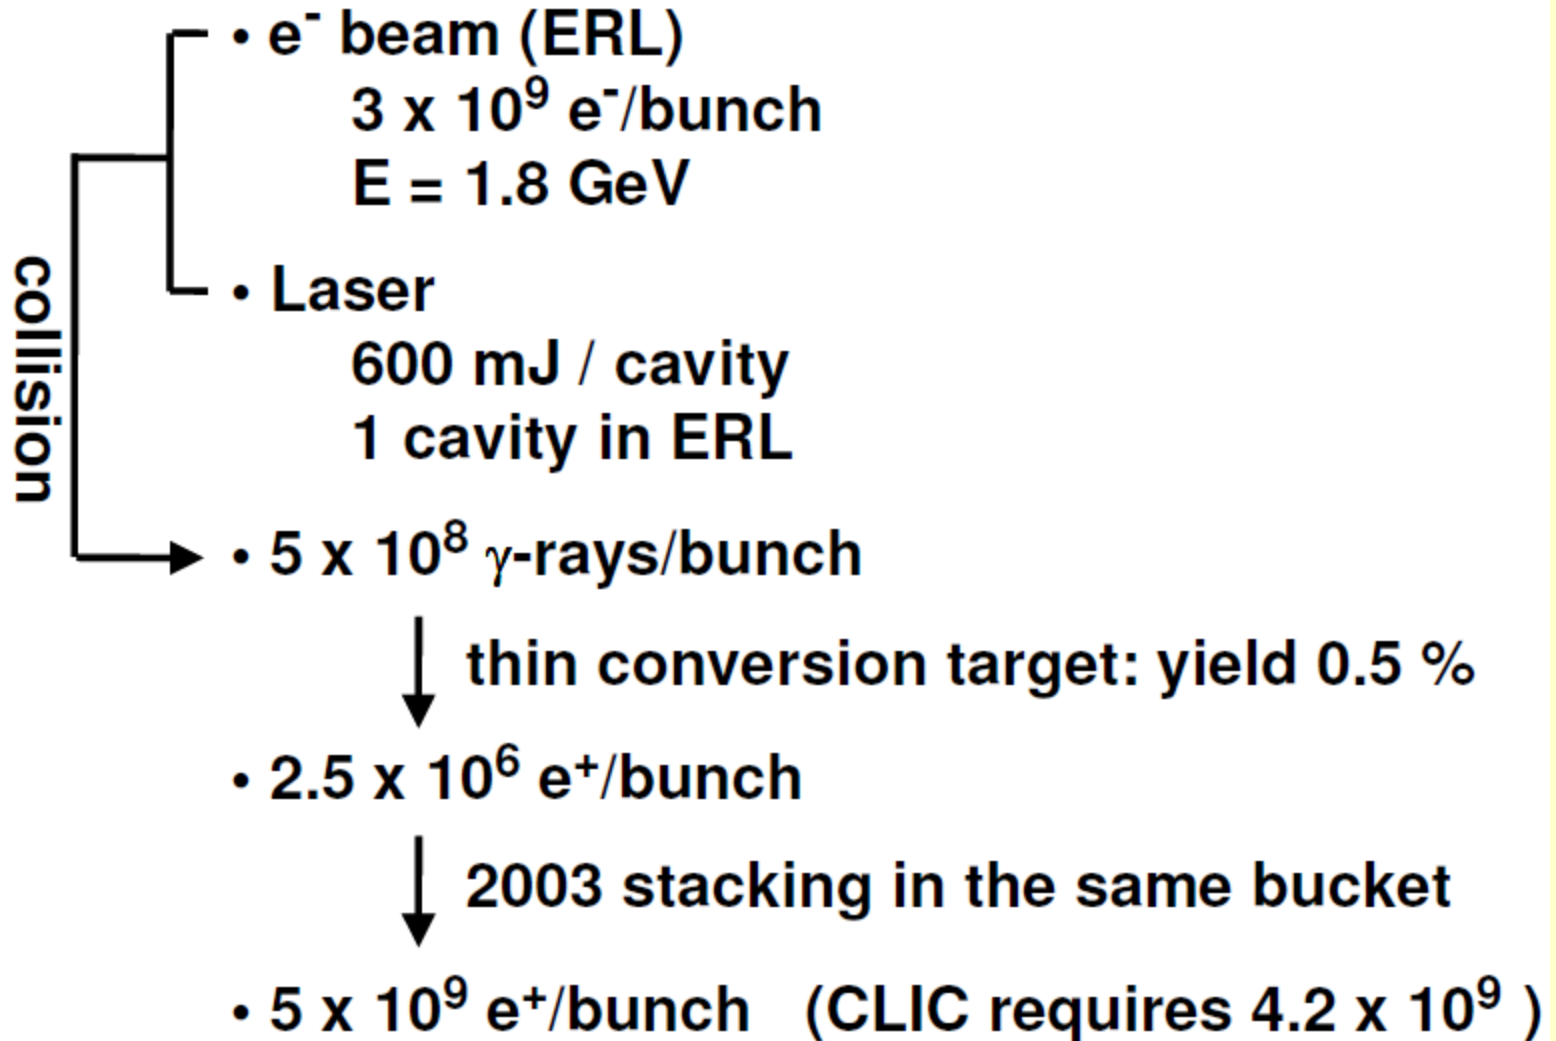 • e⁻ beam (ERL)
3 x 10⁹ e⁻/bunch
E = 1.8 GeV
• Laser
600 mJ / cavity
1 cavity in ERL
collision
• 5 x 10⁸ γ-rays/bunch
thin conversion target: yield 0.5 %
• 2.5 x 10⁶ e⁺/bunch
2003 stacking in the same bucket
• 5 x 10⁹ e⁺/bunch (CLIC requires 4.2 x 10⁹ )